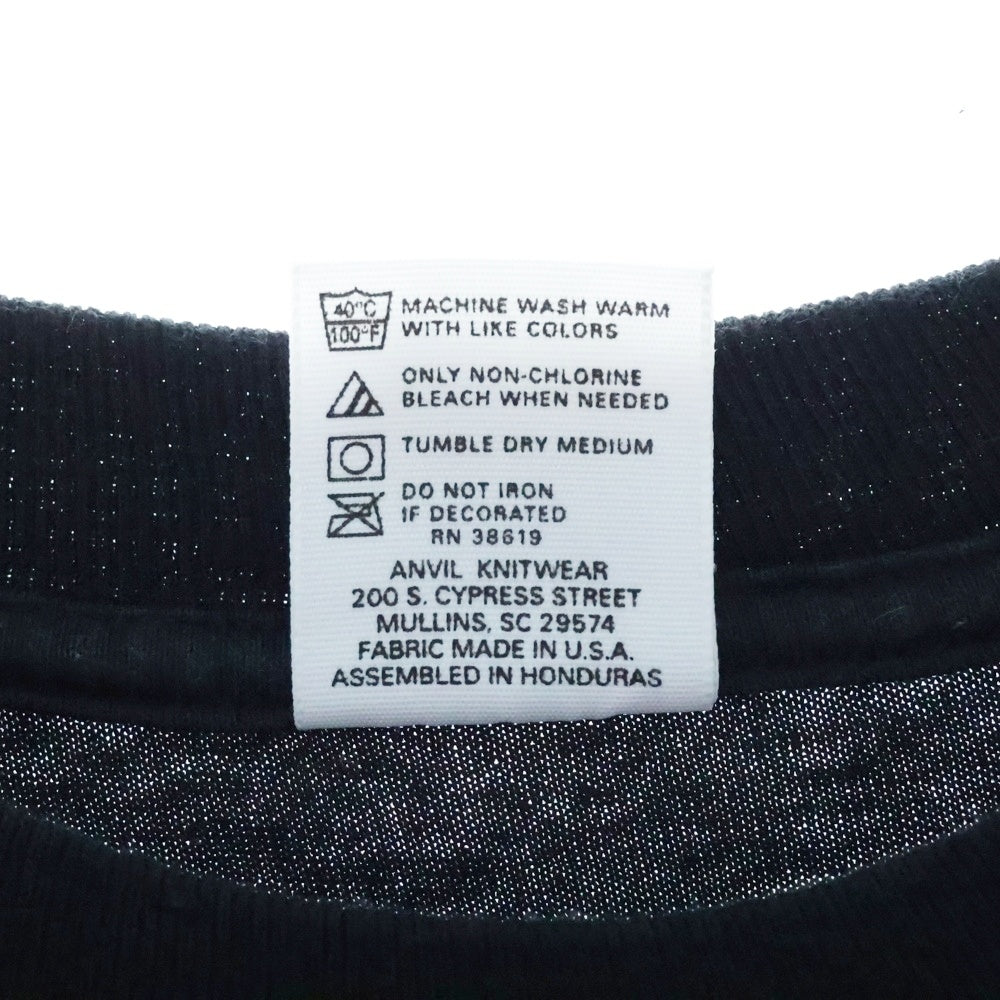 40°C
100°F
MACHINE WASH WARM
WITH LIKE COLORS
ONLY NON-CHLORINE
BLEACH WHEN NEEDED
TUMBLE DRY MEDIUM
DO NOT IRON
IF DECORATED
RN 38619
ANVIL KNITWEAR
200 S. CYPRESS STREET
MULLINS, SC 29574
FABRIC MADE IN U.S.A.
ASSEMBLED IN HONDURAS